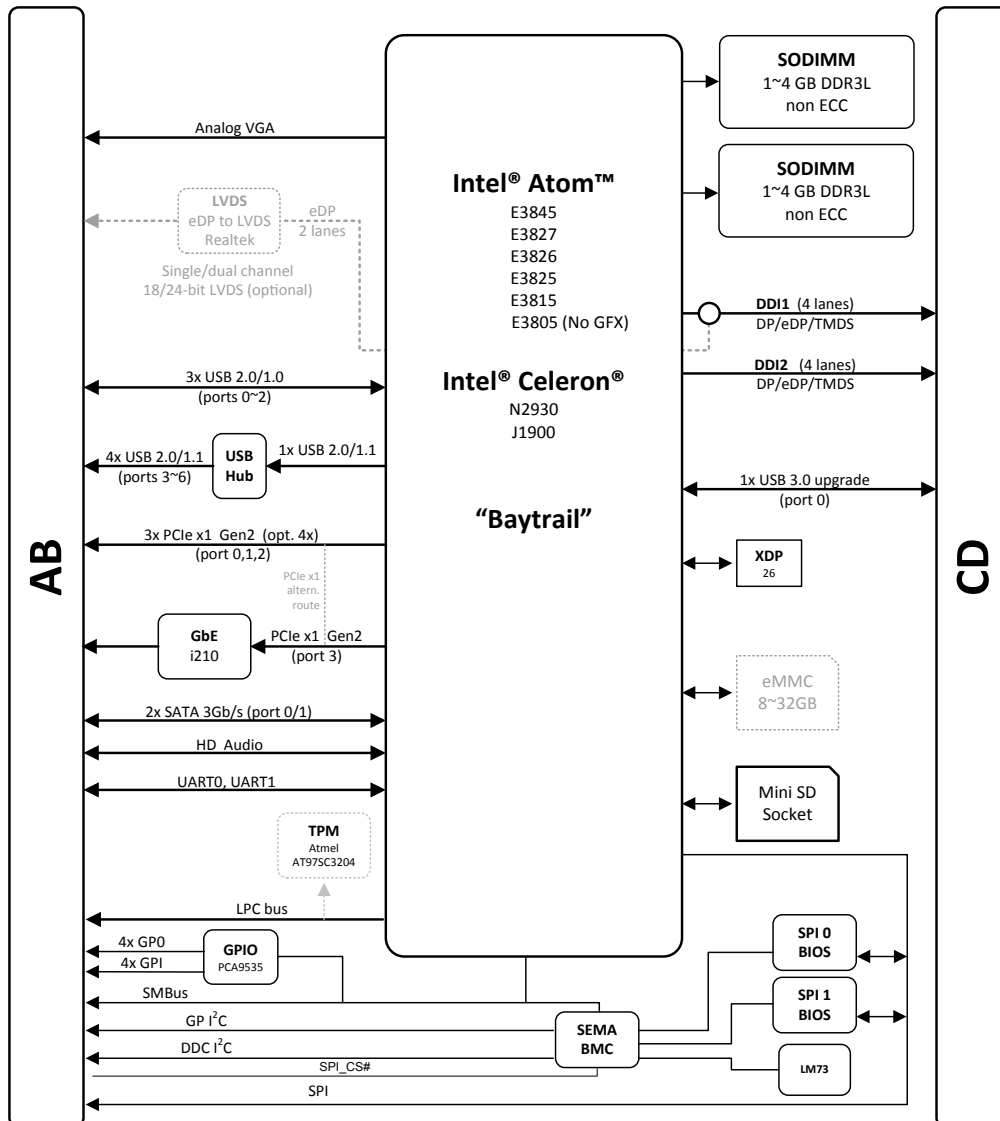 AB
Analog VGA
LVDS
eDP to LVDS
Realtek
eDP
2 lanes
Single/dual channel
18/24-bit LVDS (optional)
3x USB 2.0/1.0
(ports 0~2)
4x USB 2.0/1.1
(ports 3~6)
USB
Hub
1x USB 2.0/1.1
3x PCIe x1 Gen2 (opt. 4x)
(port 0,1,2)
PCIe x1
altern.
route
GbE
i210
PCIe x1 Gen2
(port 3)
2x SATA 3Gb/s (port 0/1)
HD Audio
UART0, UART1
TPM
Atmel
AT97SC3204
LPC bus
4x GP0
4x GPI
GPIO
PCA9535
SMBus
GP I²C
DDC I²C
SPI_CS#
SPI
Intel® Atom™
E3845
E3827
E3826
E3825
E3815
E3805 (No GFX)
Intel® Celeron®
N2930
J1900
“Baytrail”
SEMA
BMC
SODIMM
1~4 GB DDR3L
non ECC
SODIMM
1~4 GB DDR3L
non ECC
DDI1 (4 lanes)
DP/eDP/TMDS
DDI2 (4 lanes)
DP/eDP/TMDS
1x USB 3.0 upgrade
(port 0)
XDP
26
eMMC
8~32GB
Mini SD
Socket
SPI 0
BIOS
SPI 1
BIOS
LM73
CD